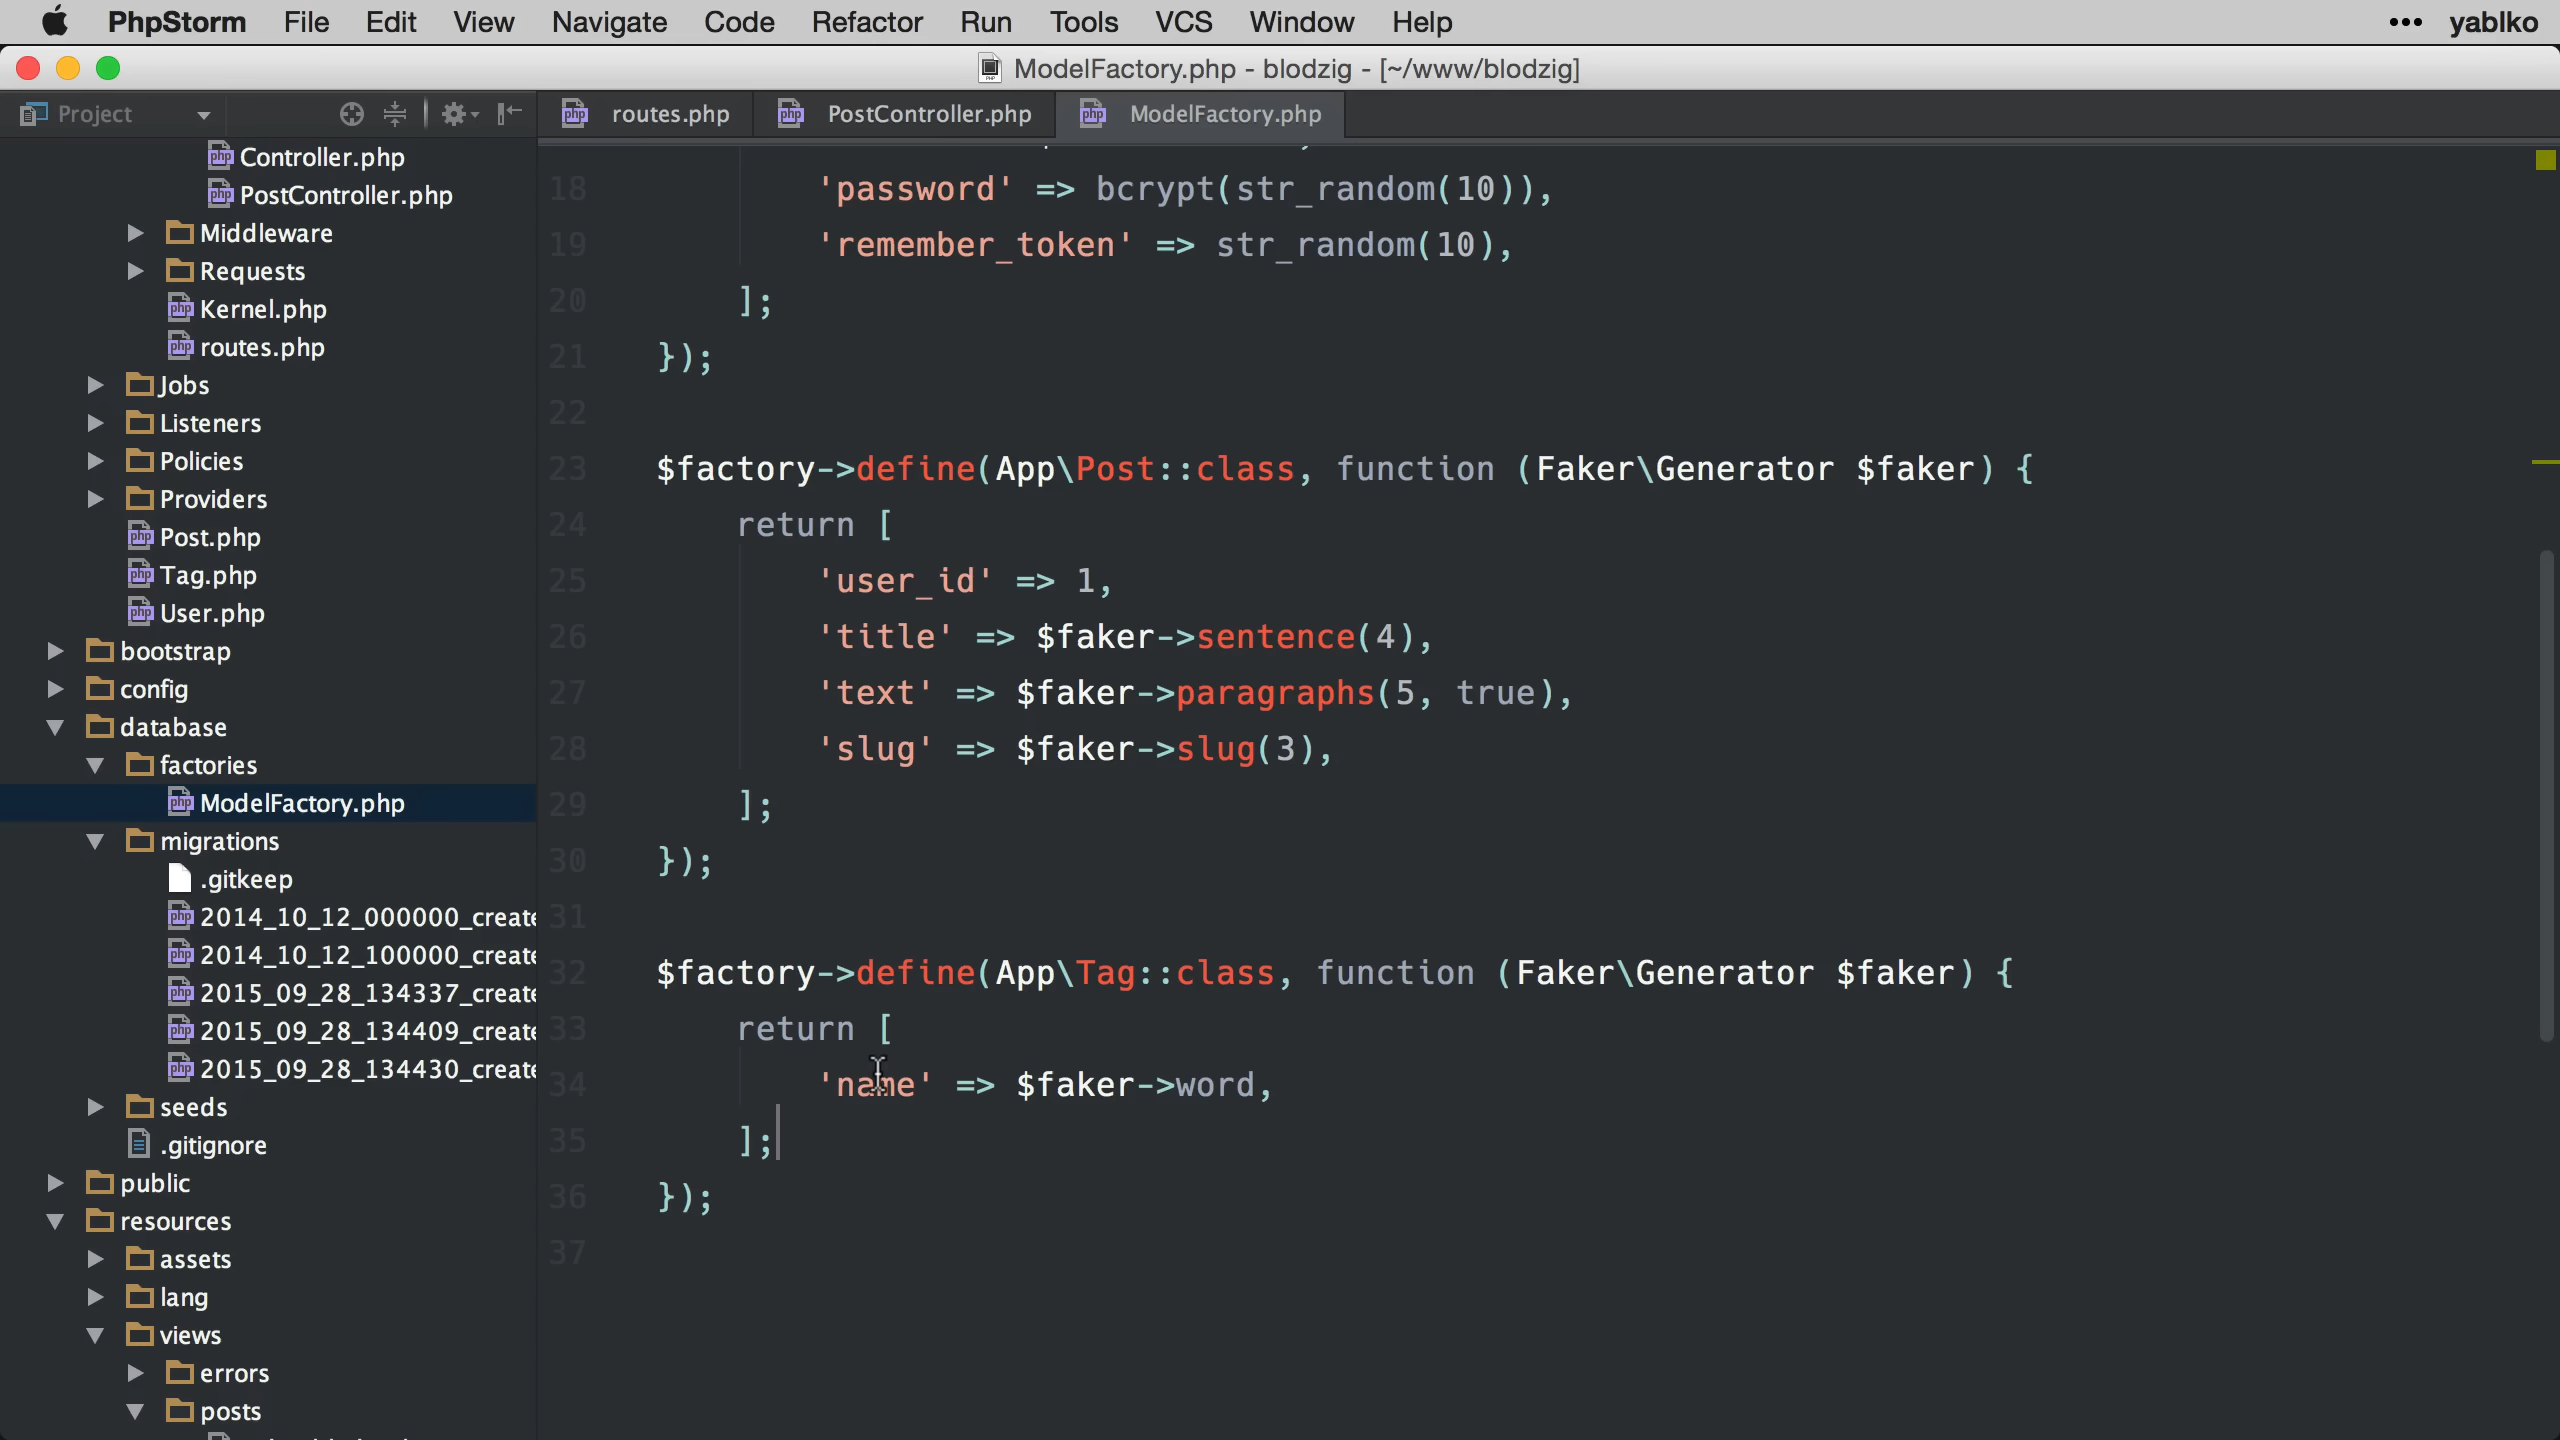 PhpStorm File Edit View Navigate Code Refactor Run Tools VCS Window Help ••• yablko
ModelFactory.php - blodzig - [~/www/blodzig]
Project
routes.php PostController.php ModelFactory.php
Controller.php
PostController.php
Middleware
Requests
Kernel.php
routes.php
Jobs
Listeners
Policies
Providers
Post.php
Tag.php
User.php
bootstrap
config
database
factories
ModelFactory.php
migrations
.gitkeep
2014_10_12_000000_create
2014_10_12_100000_create
2015_09_28_134337_create
2015_09_28_134409_create
2015_09_28_134430_create
seeds
.gitignore
public
resources
assets
lang
views
errors
posts
18 'password' => bcrypt(str_random(10)),
19 'remember_token' => str_random(10),
20 ];
21 });
22
23 $factory->define(App\Post::class, function (Faker\Generator $faker) {
24 return [
25 'user_id' => 1,
26 'title' => $faker->sentence(4),
27 'text' => $faker->paragraphs(5, true),
28 'slug' => $faker->slug(3),
29 ];
30 });
31
32 $factory->define(App\Tag::class, function (Faker\Generator $faker) {
33 return [
34 'name' => $faker->word,
35 ];
36 });
37